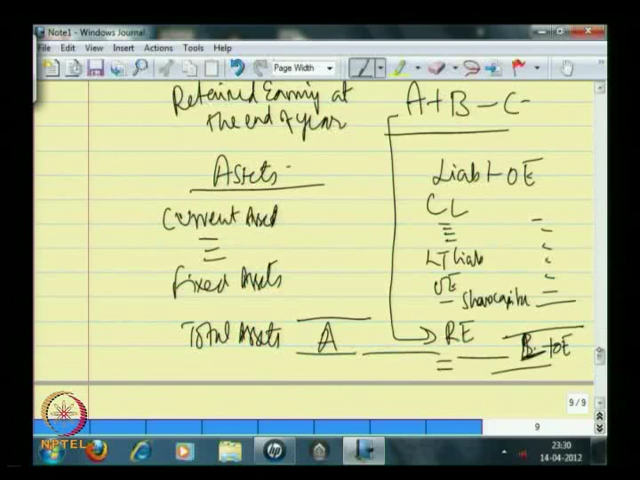 Note1 - Windows Journal
File Edit View Insert Actions Tools Help
Page Width
Retained Earning at
the end of year
A+B-C-
Assets
Liab+OE
Current Asset
CL
LT Liab
Fixed Assets
OE
Sharecapital
Total Assets A
RE
B. +OE
9/9
9
NPTEL
23:30
14-04-2012